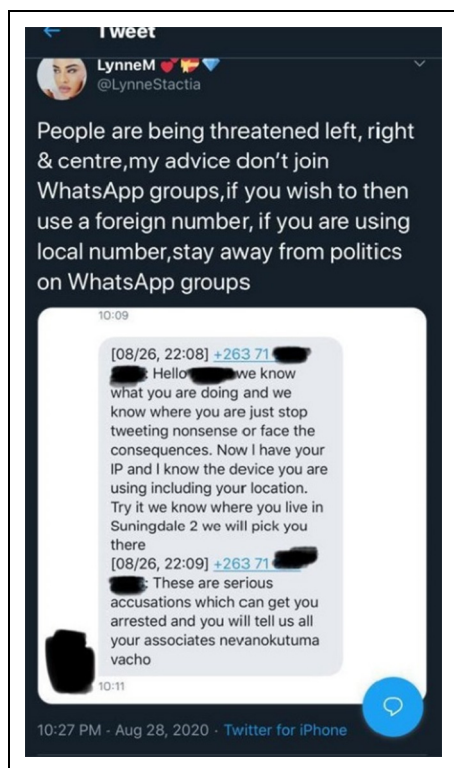 Tweet
LynneM
@LynneStactia
People are being threatened left, right
& centre,my advice don't join
WhatsApp groups,if you wish to then
use a foreign number, if you are using
local number,stay away from politics
on WhatsApp groups
10:09
[08/26, 22:08] +263 71
: Hello we know
what you are doing and we
know where you are just stop
tweeting nonsense or face the
consequences. Now I have your
IP and I know the device you are
using including your location.
Try it we know where you live in
Suningdale 2 we will pick you
there
[08/26, 22:09] +263 71
: These are serious
accusations which can get you
arrested and you will tell us all
your associates nevanokutuma
vacho
10:11
10:27 PM · Aug 28, 2020 · Twitter for iPhone